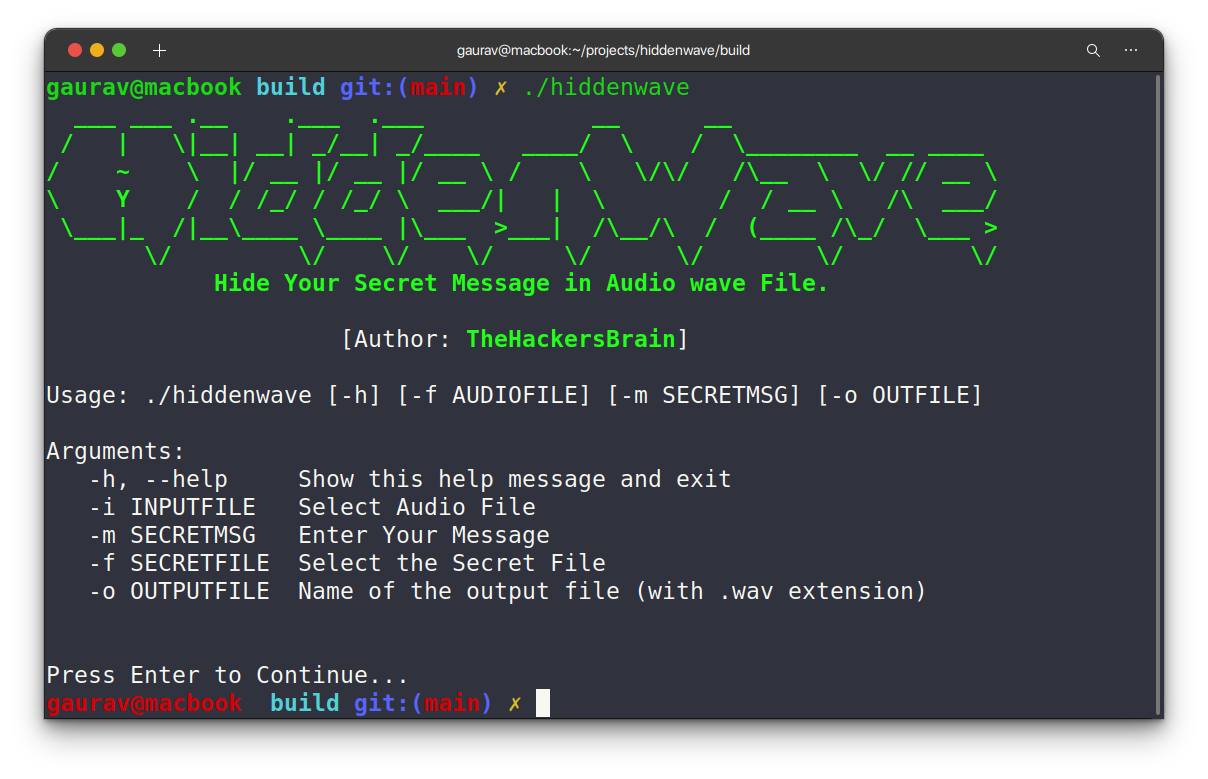 gaurav@macbook:~/projects/hiddenwave/build
gaurav@macbook build git:(main) ✗ ./hiddenwave
HiddenWave
Hide Your Secret Message in Audio wave File.
[Author: TheHackersBrain]
Usage: ./hiddenwave [-h] [-f AUDIOFILE] [-m SECRETMSG] [-o OUTFILE]
Arguments:
-h, --help     Show this help message and exit
-i INPUTFILE   Select Audio File
-m SECRETMSG   Enter Your Message
-f SECRETFILE  Select the Secret File
-o OUTPUTFILE  Name of the output file (with .wav extension)
Press Enter to Continue...
gaurav@macbook  build git:(main) ✗